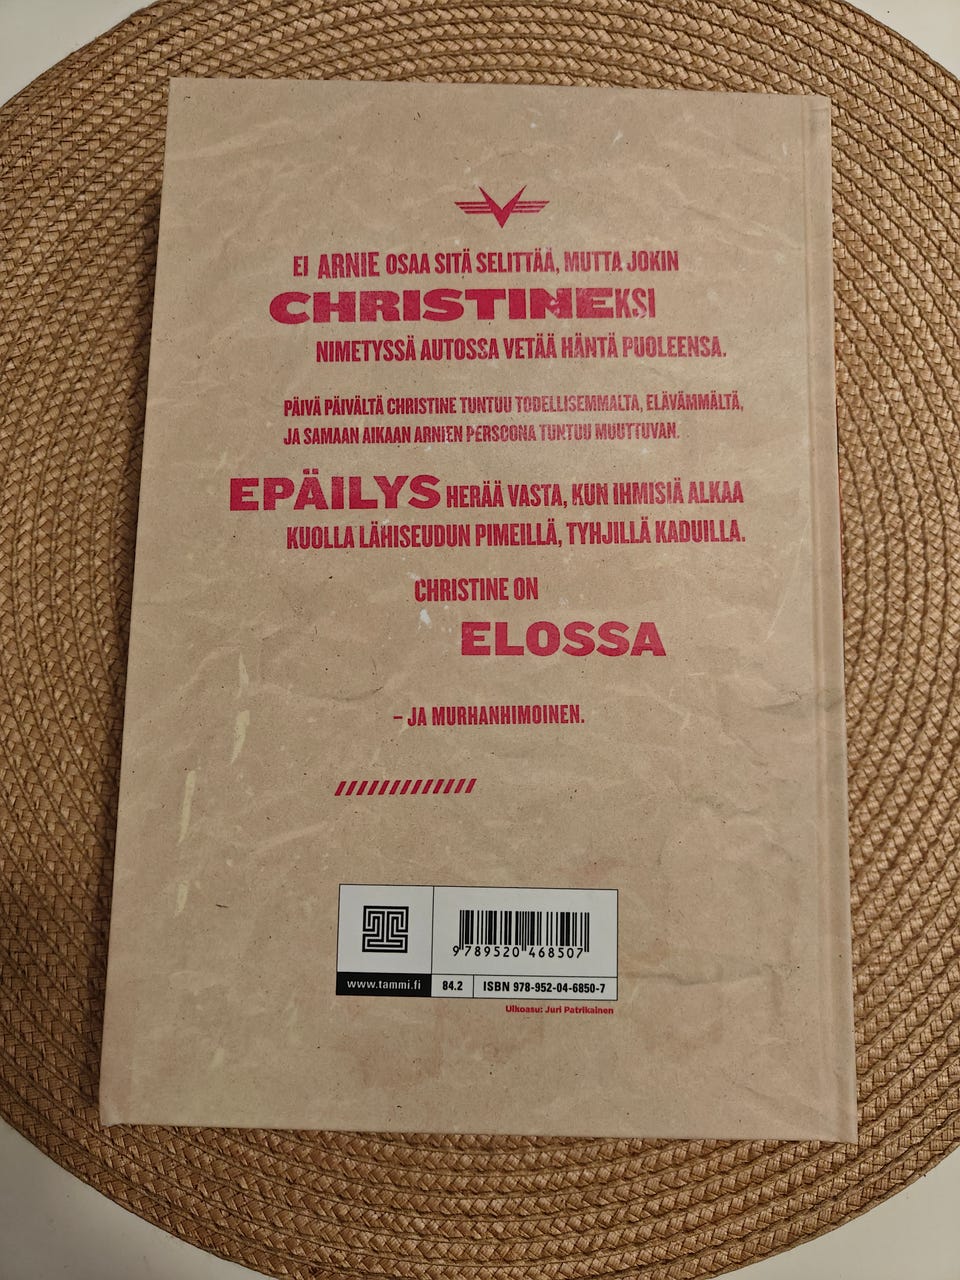 EI ARNIE OSAA SITÄ SELITTÄÄ, MUTTA JOKIN
CHRISTINEKSI
NIMETYSSÄ AUTOSSA VETÄÄ HÄNTÄ PUOLEENSA.
PÄIVÄ PÄIVÄLTÄ CHRISTINE TUNTUU TODELLISEMMALTA, ELÄVÄMMÄLTÄ,
JA SAMAAN AIKAAN ARNIEN PERSOONA TUNTUU MUUTTUVAN.
EPÄILYS HERÄÄ VASTA, KUN IHMISIÄ ALKAA
KUOLLA LÄHISEUDUN PIMEILLÄ, TYHJILLÄ KADUILLA.
CHRISTINE ON
ELOSSA
– JA MURHANHIMOINEN.
9789520468507
www.tammi.fi 84.2 ISBN 978-952-04-6850-7
Ulkoasu: Juri Patrikainen